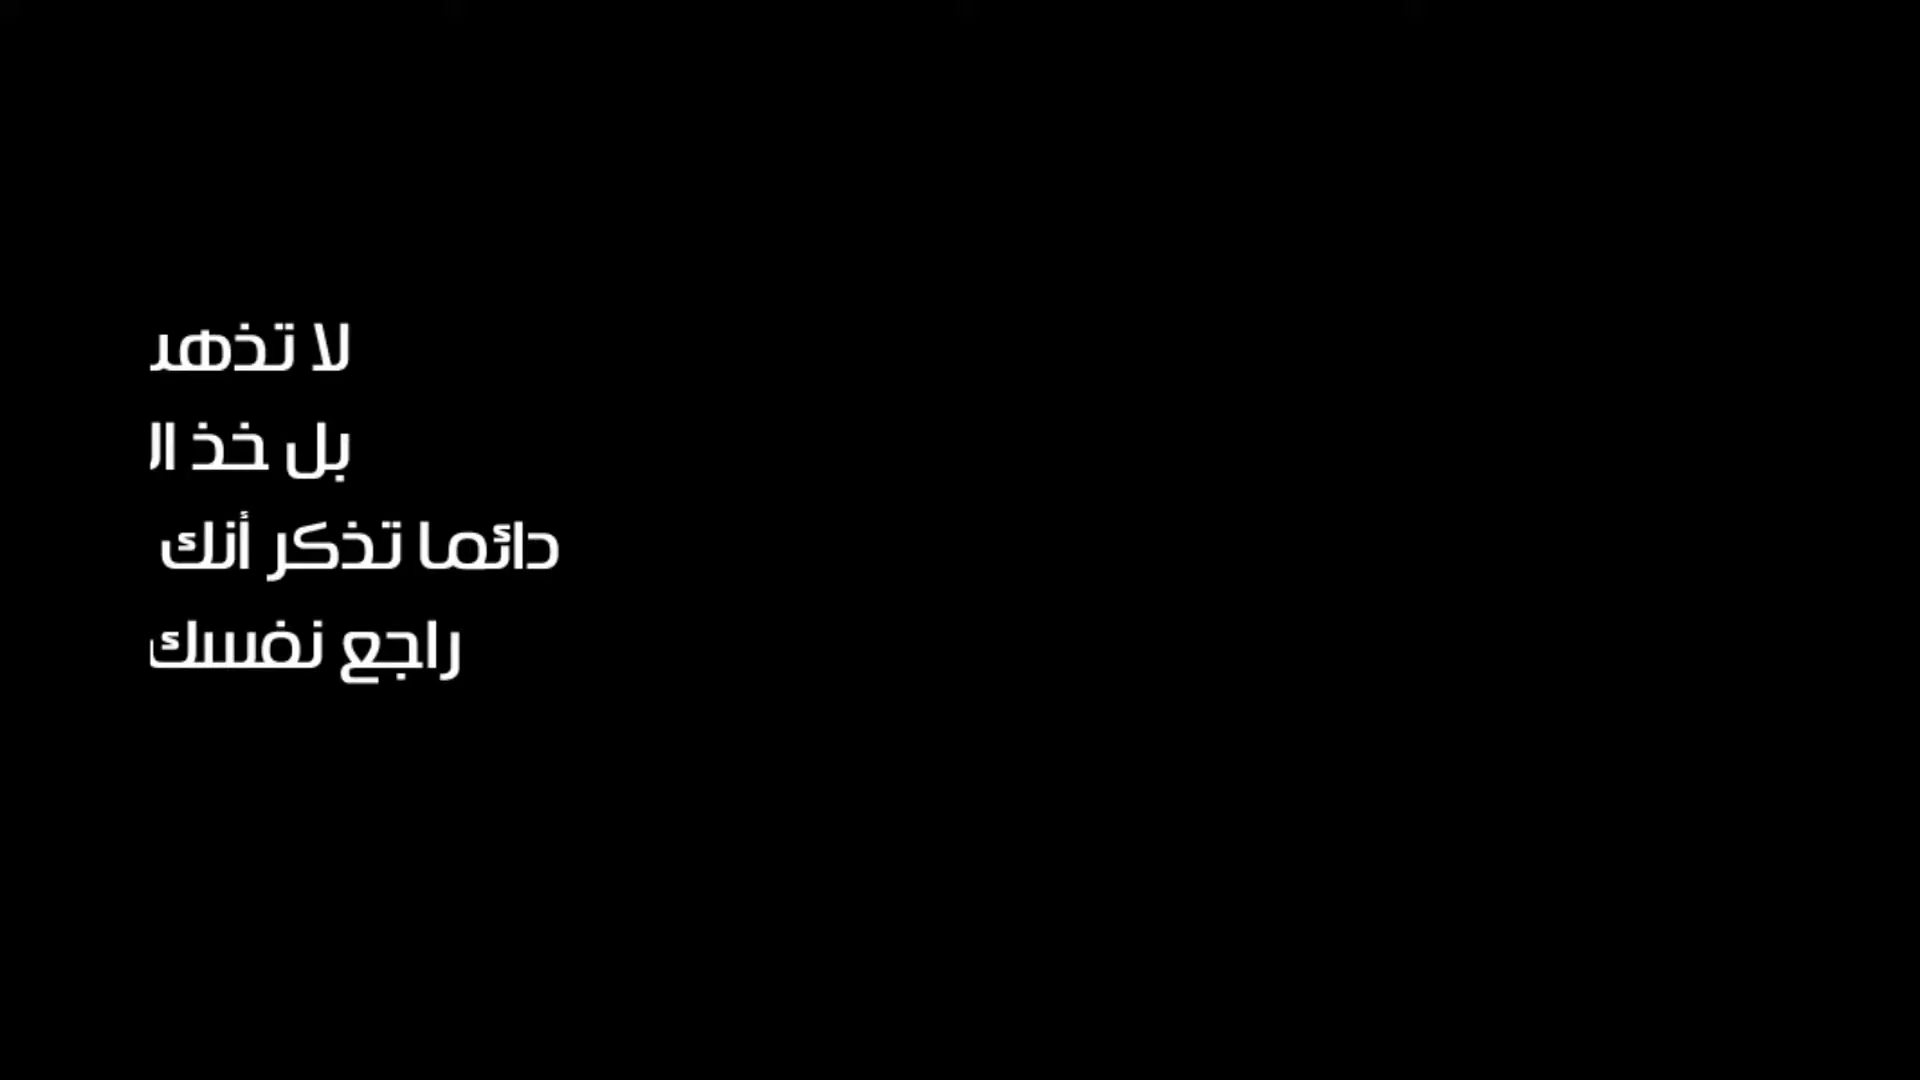 لا
بل خذ
دائما تذكر أنك
راجع نفسك